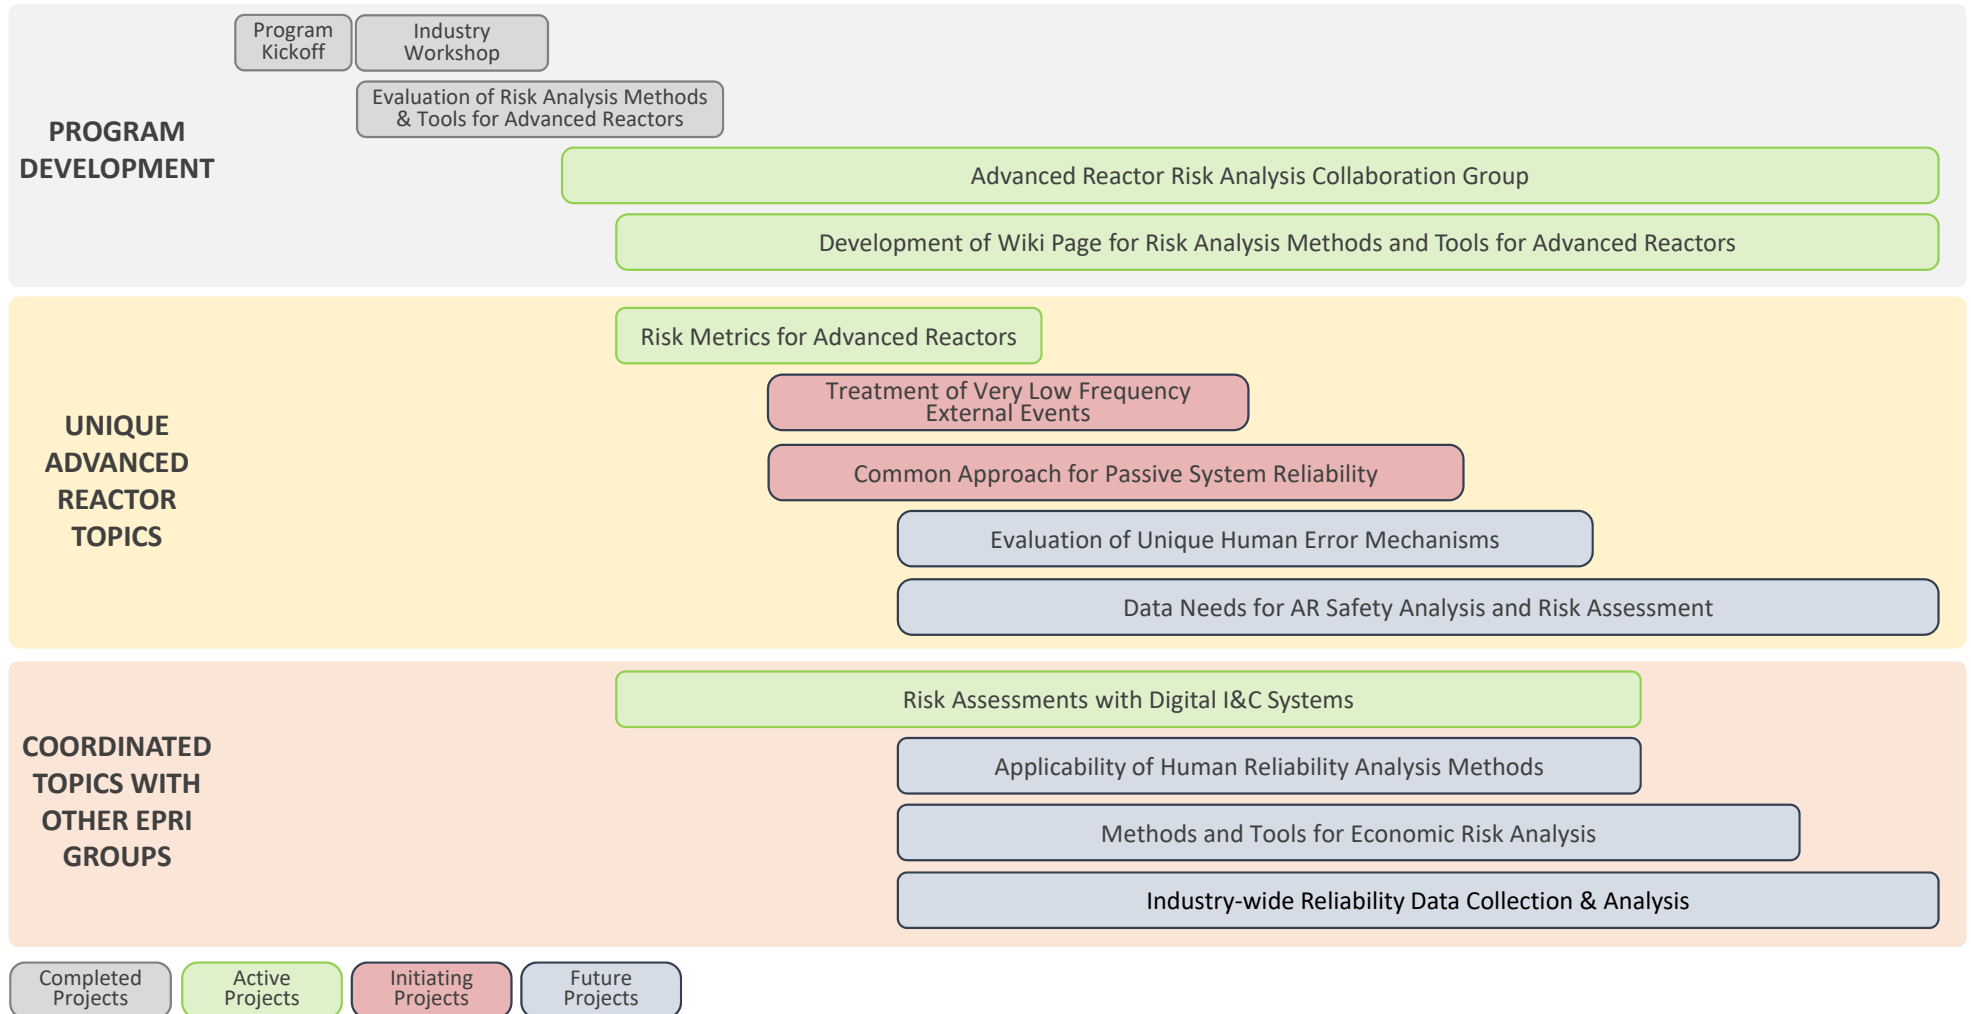 Program
Kickoff
Industry
Workshop
Evaluation of Risk Analysis Methods
& Tools for Advanced Reactors
PROGRAM
DEVELOPMENT
Advanced Reactor Risk Analysis Collaboration Group
Development of Wiki Page for Risk Analysis Methods and Tools for Advanced Reactors
Risk Metrics for Advanced Reactors
Treatment of Very Low Frequency
External Events
UNIQUE
ADVANCED
REACTOR
TOPICS
Common Approach for Passive System Reliability
Evaluation of Unique Human Error Mechanisms
Data Needs for AR Safety Analysis and Risk Assessment
Risk Assessments with Digital I&C Systems
COORDINATED
TOPICS WITH
OTHER EPRI
GROUPS
Applicability of Human Reliability Analysis Methods
Methods and Tools for Economic Risk Analysis
Industry-wide Reliability Data Collection & Analysis
Completed
Projects
Active
Projects
Initiating
Projects
Future
Projects